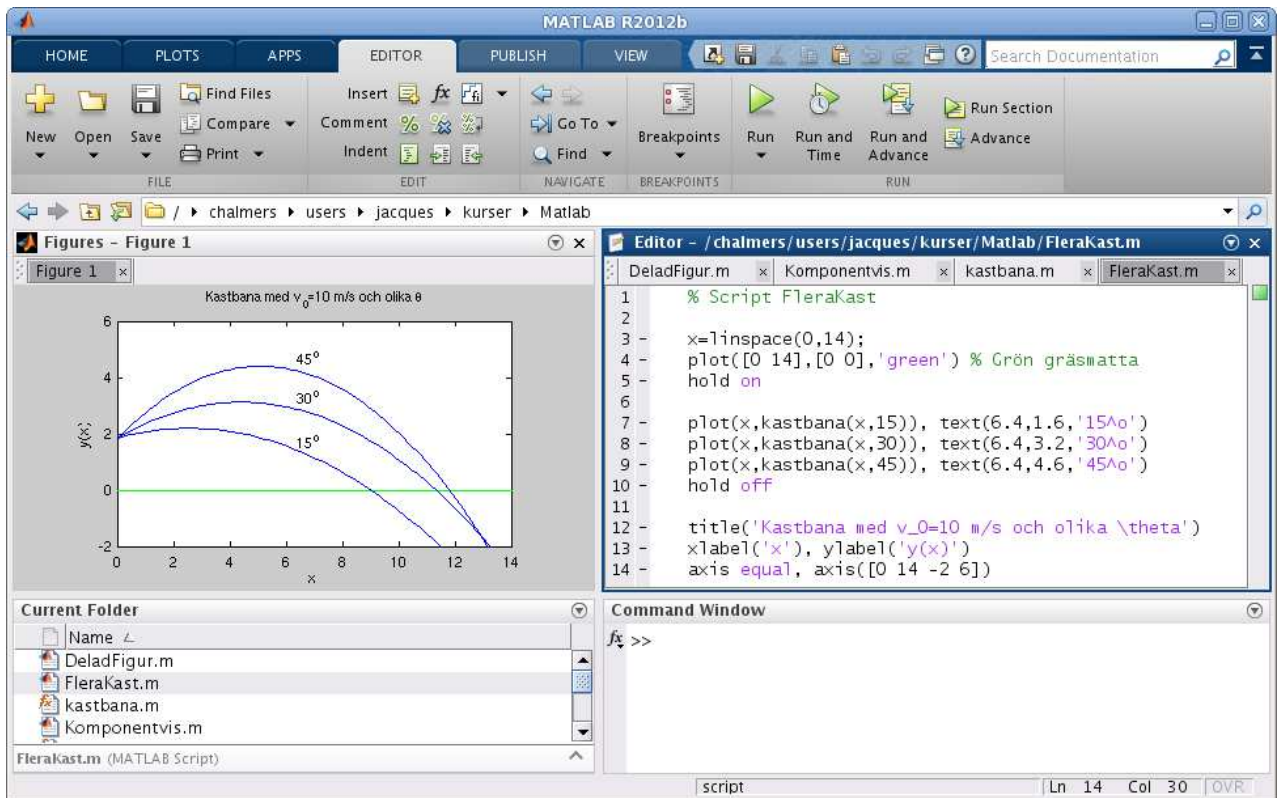 MATLAB R2012b
HOME PLOTS APPS EDITOR PUBLISH VIEW Search Documentation
New Open Save Find Files Compare Print
FILE
Insert fx fi
Comment % %
Indent
EDIT
Go To
Find
NAVIGATE
Breakpoints
BREAKPOINTS
Run Run and Time Run and Advance Run Section Advance
RUN
/ chalmers users jacques kurser Matlab
Figures - Figure 1
Figure 1
Kastbana med v0=10 m/s och olika θ
6
4
2
0
-2
y(x)
45o
30o
15o
0 2 4 6 8 10 12 14
x
Editor - /chalmers/users/jacques/kurser/Matlab/FleraKast.m
DeladFigur.m Komponentvis.m kastbana.m FleraKast.m
1 % Script FleraKast
2
3 - x=linspace(0,14);
4 - plot([0 14],[0 0],'green') % Grön gräsmatta
5 - hold on
6
7 - plot(x,kastbana(x,15)), text(6.4,1.6,'15^o')
8 - plot(x,kastbana(x,30)), text(6.4,3.2,'30^o')
9 - plot(x,kastbana(x,45)), text(6.4,4.6,'45^o')
10 - hold off
11
12 - title('Kastbana med v_0=10 m/s och olika \theta')
13 - xlabel('x'), ylabel('y(x)')
14 - axis equal, axis([0 14 -2 6])
Current Folder
Name
DeladFigur.m
FleraKast.m
kastbana.m
Komponentvis.m
FleraKast.m (MATLAB Script)
Command Window
fx >>
script Ln 14 Col 30 OVR